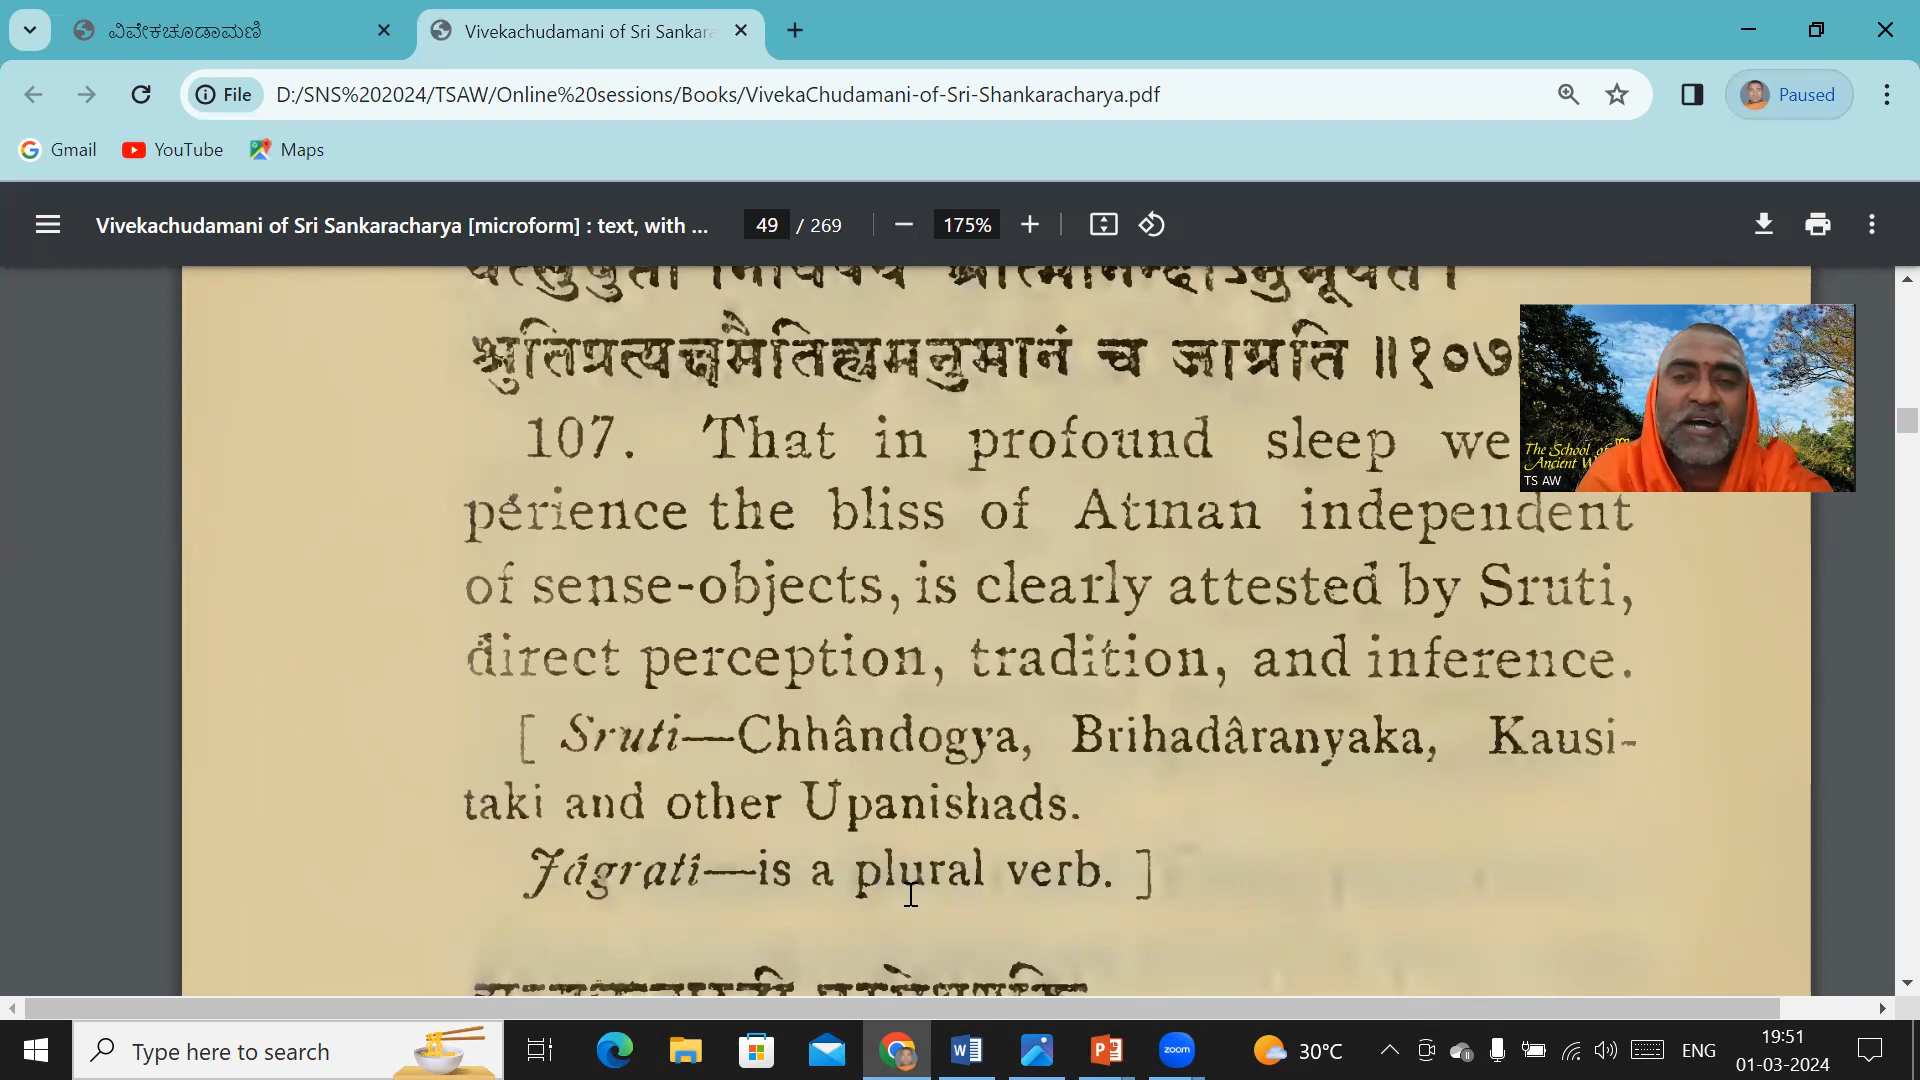 ವಿವೇಕಚೂಡಾಮಣಿ
Vivekachudamani of Sri Sankara
File
D:/SNS%202024/TSAW/Online%20sessions/Books/VivekaChudamani-of-Sri-Shankaracharya.pdf
Paused
Gmail
YouTube
Maps
Vivekachudamani of Sri Sankaracharya [microform] : text, with ...
49 / 269
175%
श्रुतिप्रत्यक्षमैतिह्यमनुमानं च जाग्रति ॥१०७
107. That in profound sleep we
perience the bliss of Atman independent
of sense-objects, is clearly attested by Sruti,
direct perception, tradition, and inference.
[ Sruti—Chhândogya, Brihadâranyaka, Kausi-
taki and other Upanishads.
Jâgrati—is a plural verb. ]
The School of
Ancient W
TS AW
Type here to search
zoom
30°C
ENG
19:51
01-03-2024